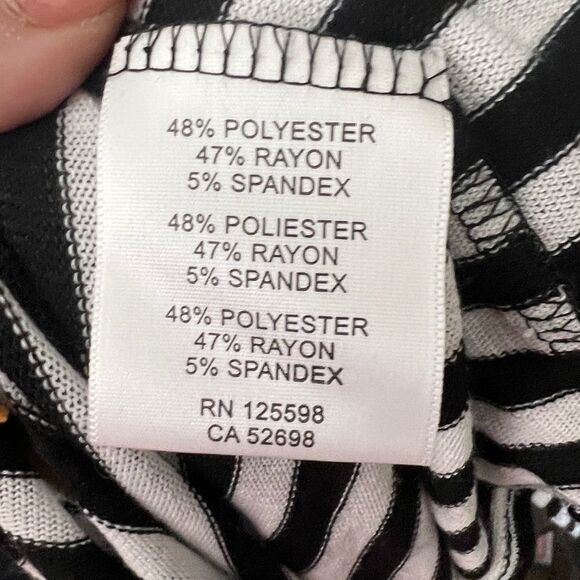 48% POLYESTER
47% RAYON
5% SPANDEX
48% POLIESTER
47% RAYON
5% SPANDEX
48% POLYESTER
47% RAYON
5% SPANDEX
RN 125598
CA 52698